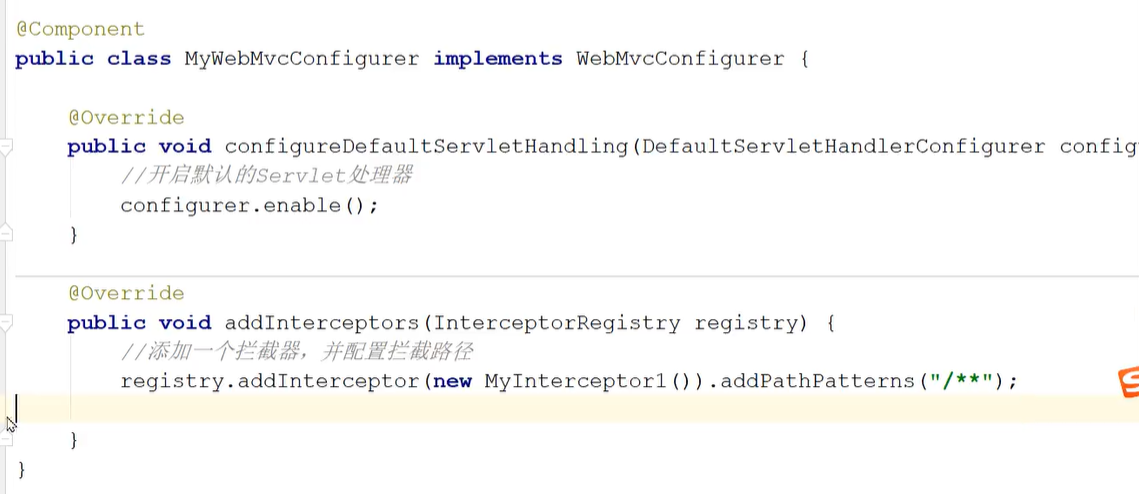 @Component
public class MyWebMvcConfigurer implements WebMvcConfigurer {
@Override
public void configureDefaultServletHandling(DefaultServletHandlerConfigurer config
//开启默认的Servlet处理器
configurer.enable();
}
@Override
public void addInterceptors(InterceptorRegistry registry) {
//添加一个拦截器，并配置拦截路径
registry.addInterceptor(new MyInterceptor1()).addPathPatterns("/**");
}
}